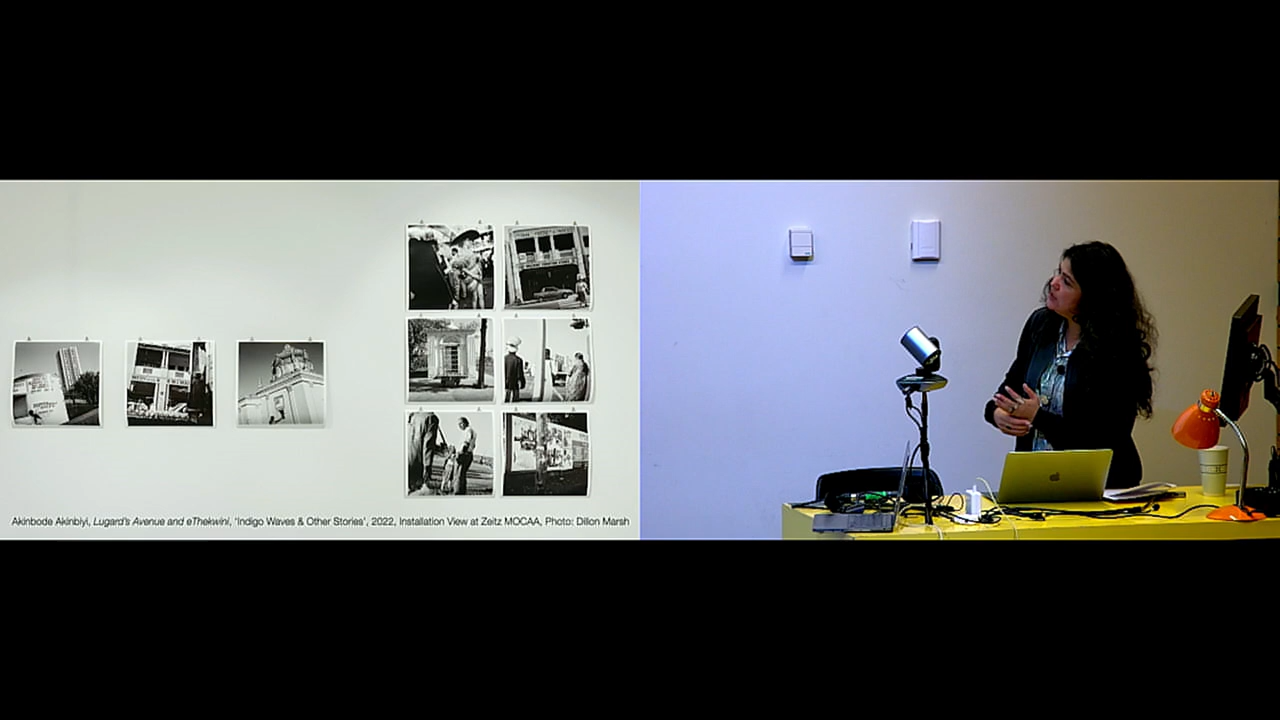 Akinbode Akinbiyi, Lugard's Avenue and eThekwini, 'Indigo Waves & Other Stories', 2022, Installation View at Zeitz MOCAA, Photo: Dillon Marsh